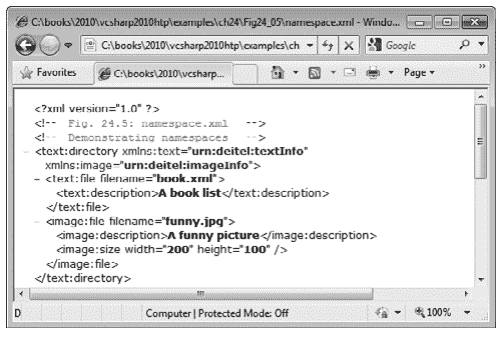 C:\books\2010\vcsharp2010htp\examples\ch24\Fig24_05\namespace.xml - Windo...
C:\books\2010\vcsharp2010htp\examples\ch
Google
Favorites
C:\books\2010\vcsharp...
Page
<?xml version="1.0" ?>
<!-- Fig. 24.5: namespace.xml -->
<!-- Demonstrating namespaces -->
- <text:directory xmlns:text="urn:deitel:textInfo"
xmlns:image="urn:deitel:imageInfo">
- <text:file filename="book.xml">
<text:description>A book list</text:description>
</text:file>
- <image:file filename="funny.jpg">
<image:description>A funny picture</image:description>
<image:size width="200" height="100" />
</image:file>
</text:directory>
D
Computer | Protected Mode: Off
100%